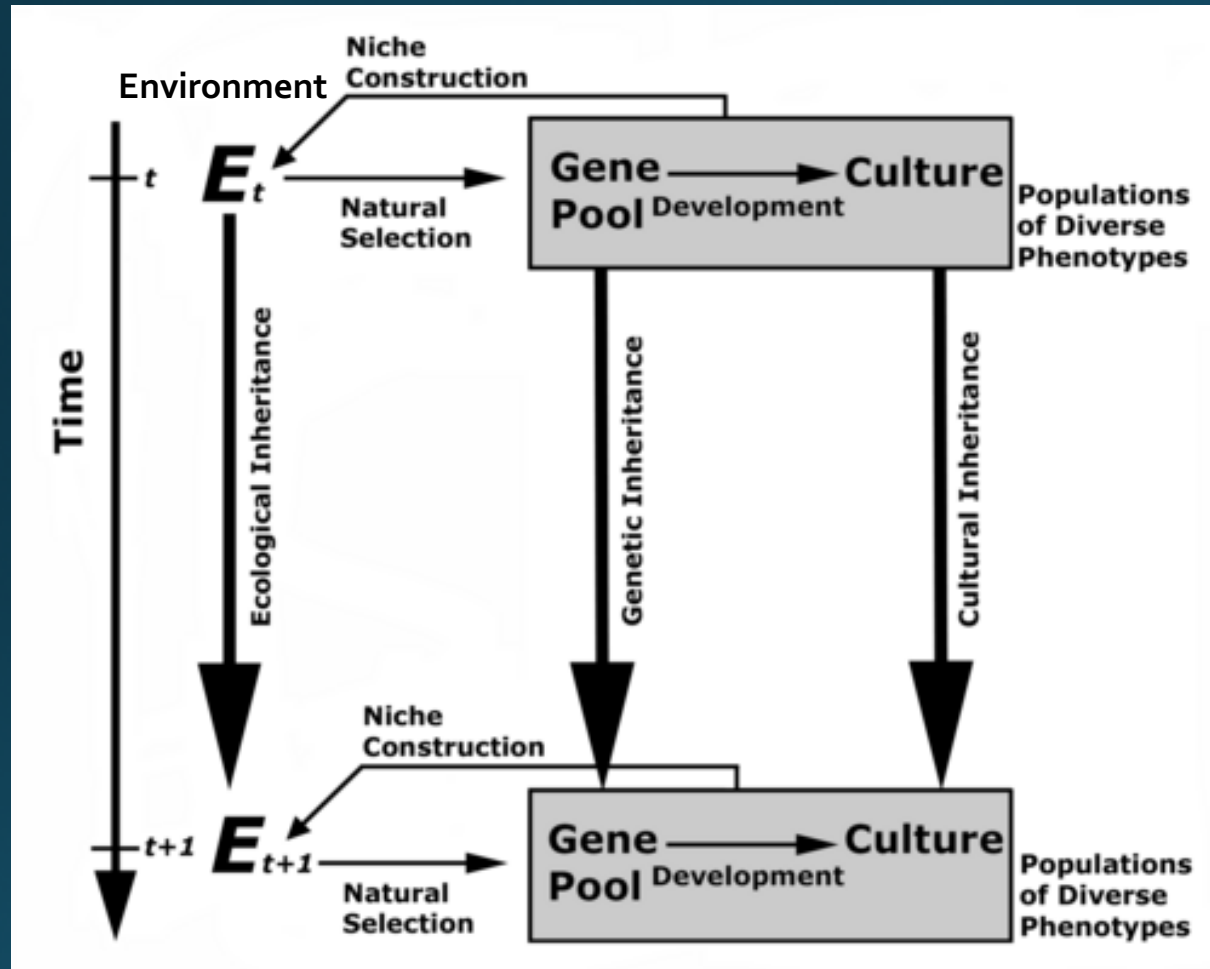 Niche
Construction
Environment
t
E
t
Natural
Selection
Gene
Pool
Development
Culture
Populations
of Diverse
Phenotypes
Time
Ecological Inheritance
Genetic Inheritance
Cultural Inheritance
Niche
Construction
t+1
E
t+1
Natural
Selection
Gene
Pool
Development
Culture
Populations
of Diverse
Phenotypes